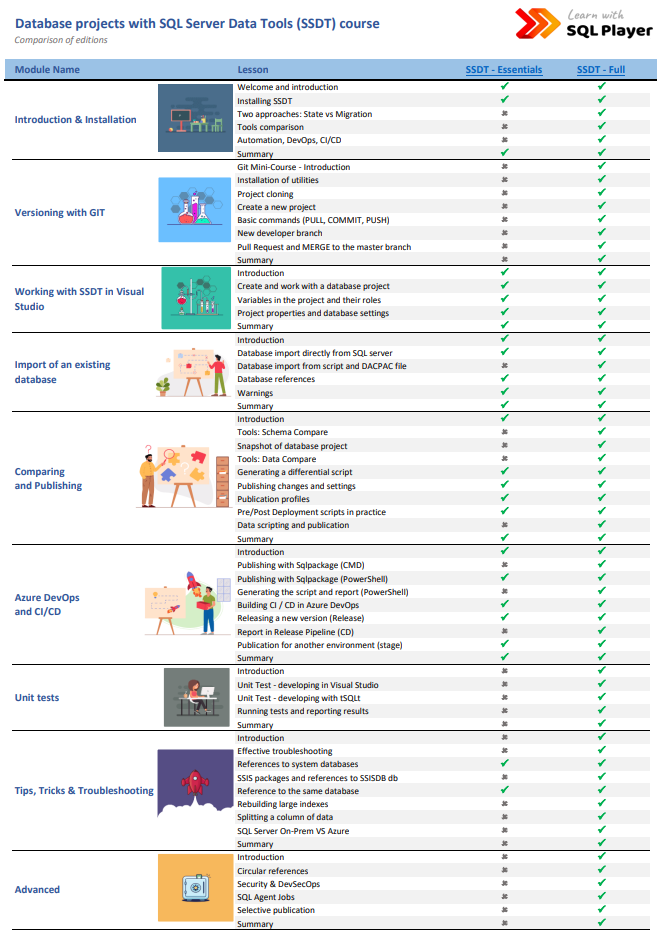 Database projects with SQL Server Data Tools (SSDT) course
Comparison of editions
Learn with
SQL Player
Module Name Lesson SSDT - Essentials SSDT - Full
Introduction & Installation
Welcome and introduction ✔ ✔
Installing SSDT ✔ ✔
Two approaches: State vs Migration ✖ ✔
Tools comparison ✖ ✔
Automation, DevOps, CI/CD ✖ ✔
Summary ✔ ✔
Versioning with GIT
Git Mini-Course - Introduction ✖ ✔
Installation of utilities ✖ ✔
Project cloning ✖ ✔
Create a new project ✖ ✔
Basic commands (PULL, COMMIT, PUSH) ✖ ✔
New developer branch ✖ ✔
Pull Request and MERGE to the master branch ✖ ✔
Summary ✖ ✔
Working with SSDT in Visual
Studio
Introduction ✔ ✔
Create and work with a database project ✔ ✔
Variables in the project and their roles ✔ ✔
Project properties and database settings ✔ ✔
Summary ✔ ✔
Import of an existing
database
Introduction ✔ ✔
Database import directly from SQL server ✔ ✔
Database import from script and DACPAC file ✖ ✔
Database references ✔ ✔
Warnings ✔ ✔
Summary ✔ ✔
Comparing
and Publishing
Introduction ✔ ✔
Tools: Schema Compare ✖ ✔
Snapshot of database project ✖ ✔
Tools: Data Compare ✖ ✔
Generating a differential script ✔ ✔
Publishing changes and settings ✔ ✔
Publication profiles ✔ ✔
Pre/Post Deployment scripts in practice ✔ ✔
Data scripting and publication ✖ ✔
Summary ✔ ✔
Azure DevOps
and CI/CD
Introduction ✔ ✔
Publishing with Sqlpackage (CMD) ✖ ✔
Publishing with Sqlpackage (PowerShell) ✔ ✔
Generating the script and report (PowerShell) ✖ ✔
Building CI / CD in Azure DevOps ✔ ✔
Releasing a new version (Release) ✔ ✔
Report in Release Pipeline (CD) ✖ ✔
Publication for another environment (stage) ✔ ✔
Summary ✔ ✔
Unit tests
Introduction ✖ ✔
Unit Test - developing in Visual Studio ✖ ✔
Unit Test - developing with tSQLt ✖ ✔
Running tests and reporting results ✖ ✔
Summary ✖ ✔
Tips, Tricks & Troubleshooting
Introduction ✖ ✔
Effective troubleshooting ✖ ✔
References to system databases ✔ ✔
SSIS packages and references to SSISDB db ✖ ✔
Reference to the same database ✔ ✔
Rebuilding large indexes ✖ ✔
Splitting a column of data ✖ ✔
SQL Server On-Prem VS Azure ✖ ✔
Summary ✖ ✔
Advanced
Introduction ✖ ✔
Circular references ✖ ✔
Security & DevSecOps ✖ ✔
SQL Agent Jobs ✖ ✔
Selective publication ✖ ✔
Summary ✖ ✔